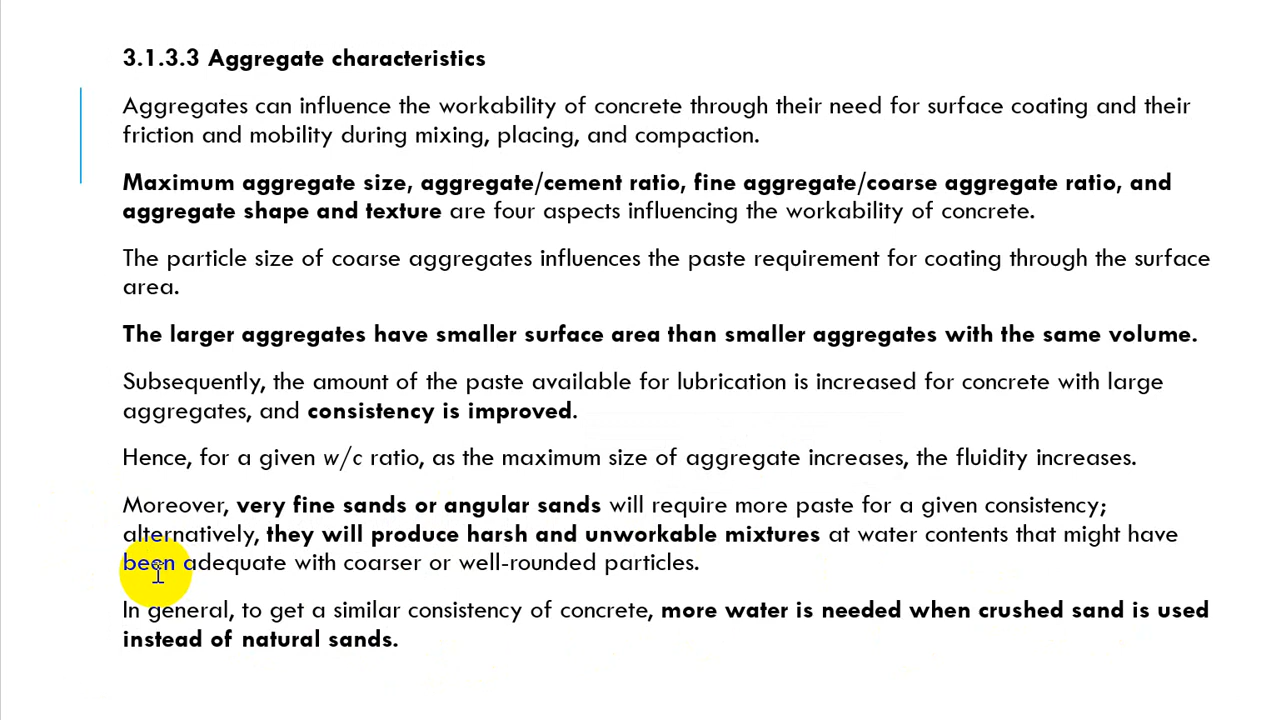 3.1.3.3 Aggregate characteristics
Aggregates can influence the workability of concrete through their need for surface coating and their
friction and mobility during mixing, placing, and compaction.
Maximum aggregate size, aggregate/cement ratio, fine aggregate/coarse aggregate ratio, and
aggregate shape and texture are four aspects influencing the workability of concrete.
The particle size of coarse aggregates influences the paste requirement for coating through the surface
area.
The larger aggregates have smaller surface area than smaller aggregates with the same volume.
Subsequently, the amount of the paste available for lubrication is increased for concrete with large
aggregates, and consistency is improved.
Hence, for a given w/c ratio, as the maximum size of aggregate increases, the fluidity increases.
Moreover, very fine sands or angular sands will require more paste for a given consistency;
alternatively, they will produce harsh and unworkable mixtures at water contents that might have
been adequate with coarser or well-rounded particles.
In general, to get a similar consistency of concrete, more water is needed when crushed sand is used
instead of natural sands.